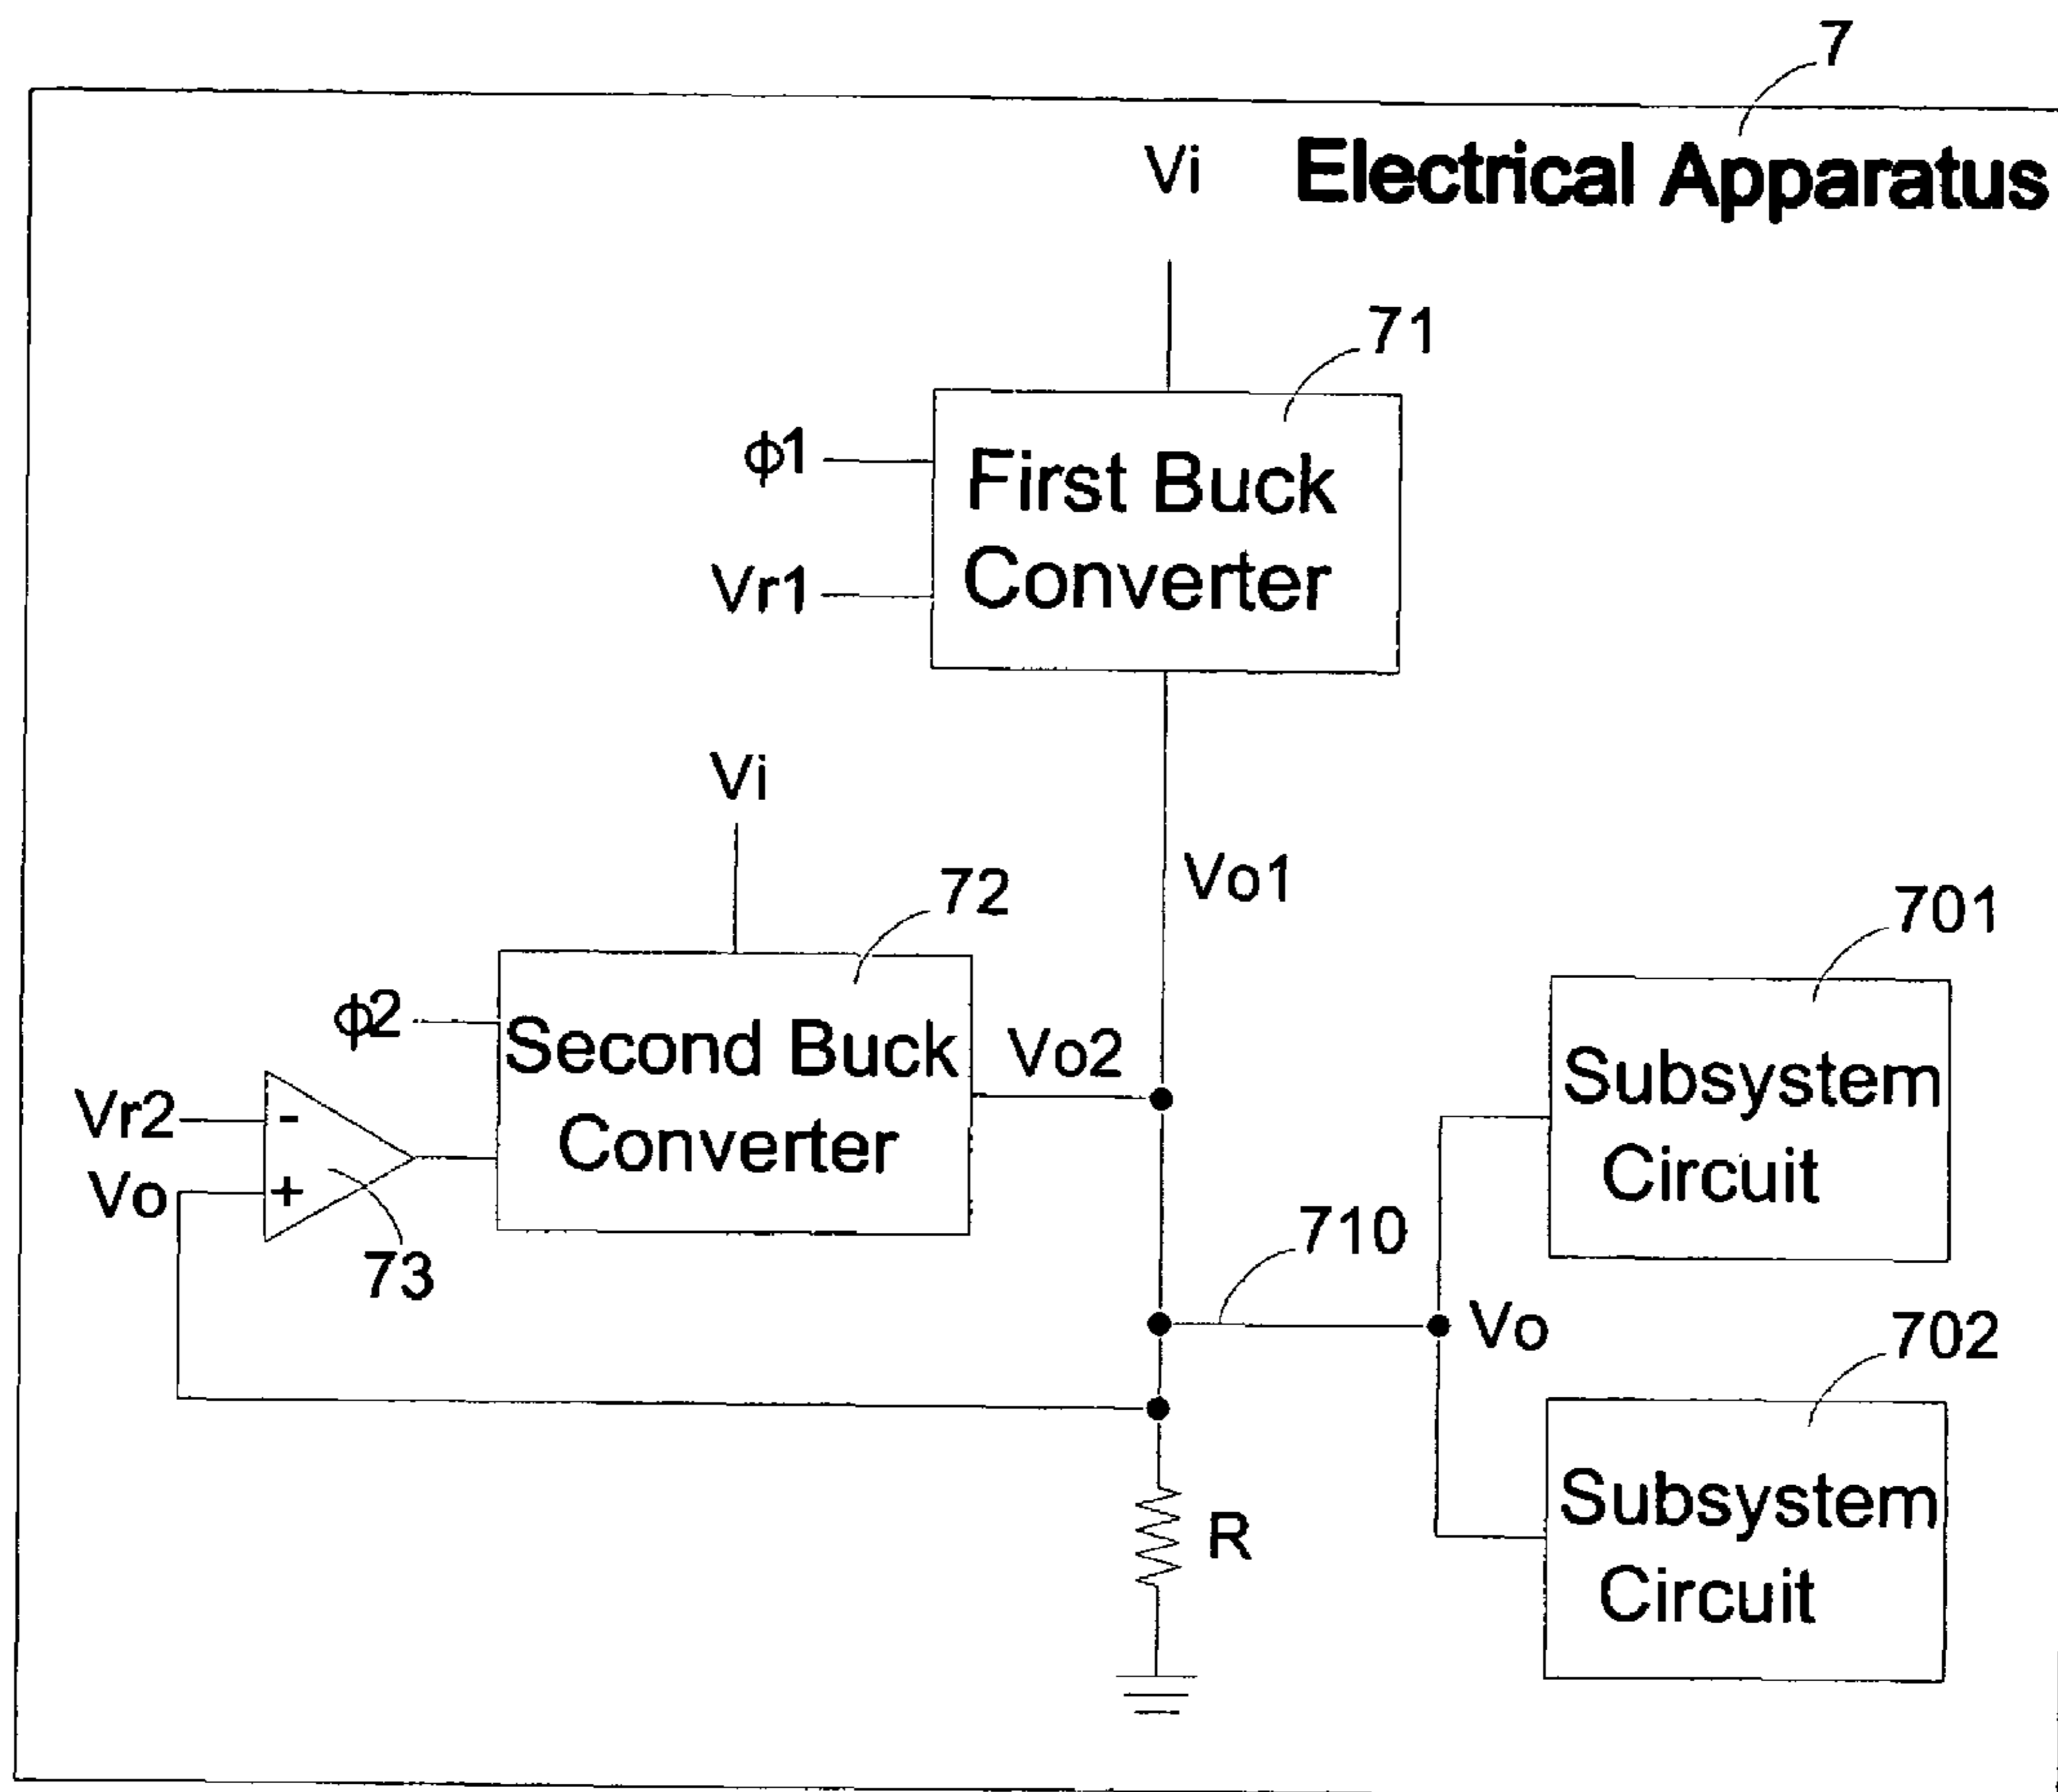 7
Electrical Apparatus
Vi
71
ϕ1
First Buck
Converter
Vr1
Vi
Vo1
72
701
ϕ2
Second Buck
Converter
Vo2
Subsystem
Circuit
Vr2
-
Vo
+
73
710
Vo
702
Subsystem
Circuit
R